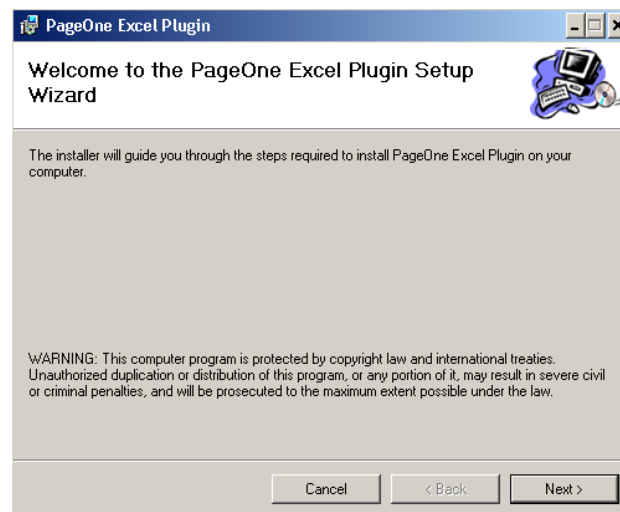 PageOne Excel Plugin
Welcome to the PageOne Excel Plugin Setup
Wizard
The installer will guide you through the steps required to install PageOne Excel Plugin on your
computer.
WARNING: This computer program is protected by copyright law and international treaties.
Unauthorized duplication or distribution of this program, or any portion of it, may result in severe civil
or criminal penalties, and will be prosecuted to the maximum extent possible under the law.
Cancel < Back Next >